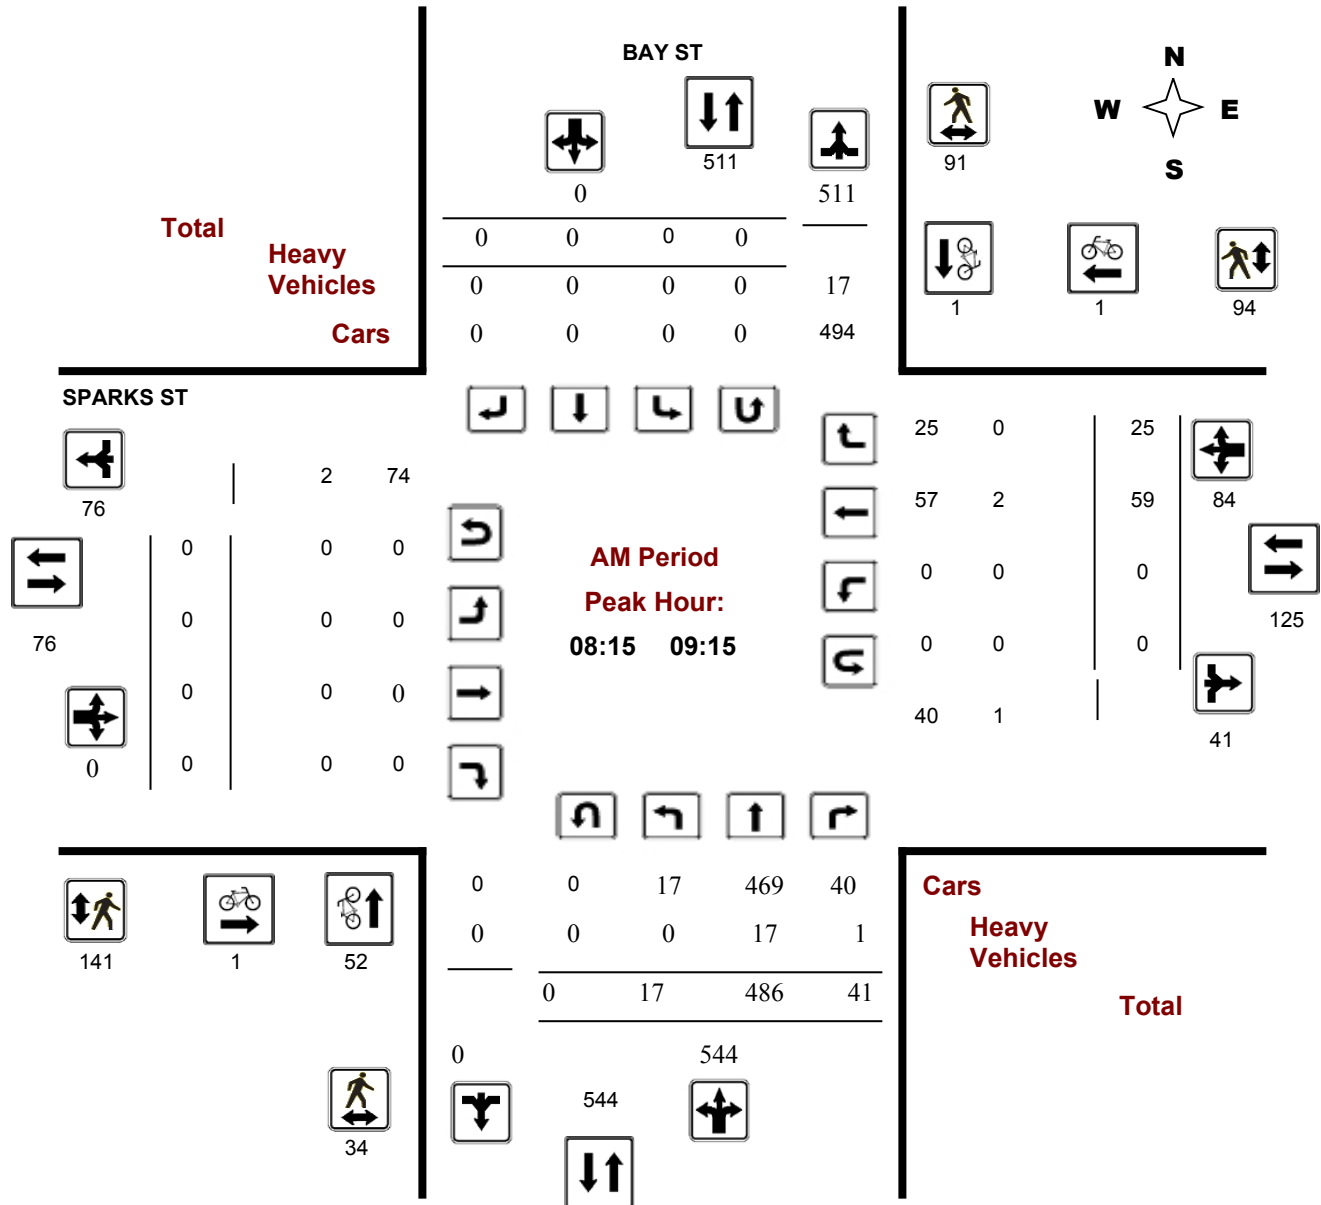 BAY ST
N
W E
S
511
91
0
511
Total
0 0 0 0
Heavy
Vehicles
0 0 0 0 17
1 1 94
Cars
0 0 0 0 494
SPARKS ST
25 0 25
2 74
76
57 2 59 84
0 0 0
AM Period
0 0 0
Peak Hour:
0 0 0
125
76
08:15 09:15
0 0 0
0 0 0
40 1
41
0
0 0 0
0 0 17 469 40
Cars
0 0 0 17 1
Heavy
Vehicles
141 1 52
0 17 486 41
Total
0 544
544
34